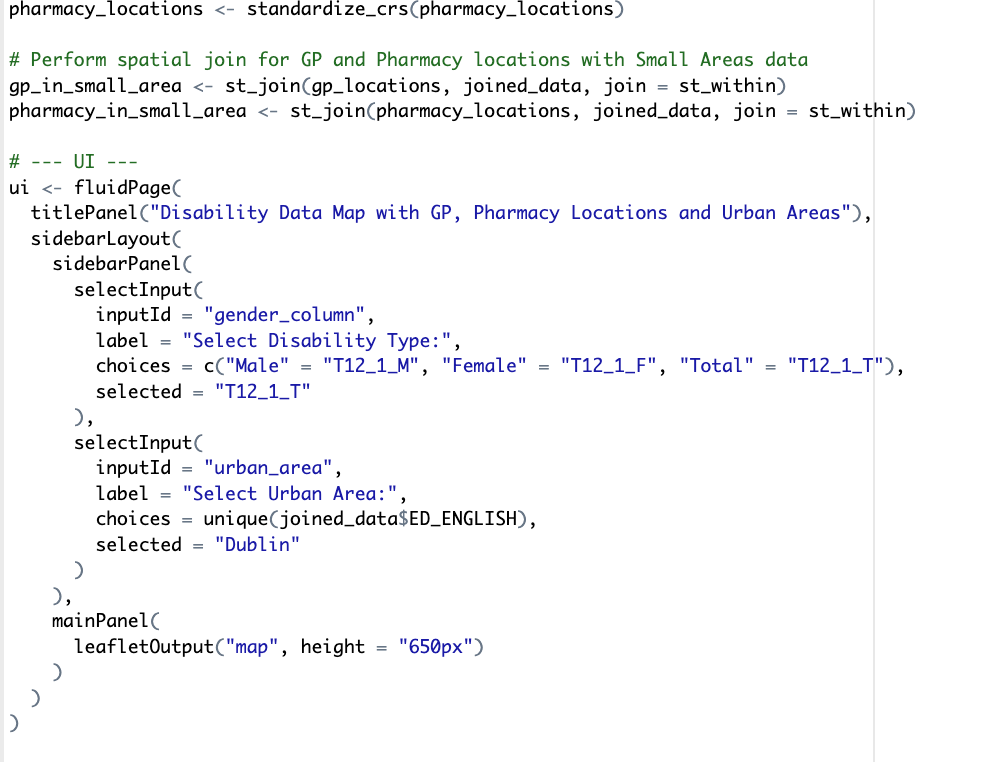 pharmacy_locations <- standardize_crs(pharmacy_locations)
# Perform spatial join for GP and Pharmacy locations with Small Areas data
gp_in_small_area <- st_join(gp_locations, joined_data, join = st_within)
pharmacy_in_small_area <- st_join(pharmacy_locations, joined_data, join = st_within)
# --- UI ---
ui <- fluidPage(
  titlePanel("Disability Data Map with GP, Pharmacy Locations and Urban Areas"),
  sidebarLayout(
    sidebarPanel(
      selectInput(
        inputId = "gender_column",
        label = "Select Disability Type:",
        choices = c("Male" = "T12_1_M", "Female" = "T12_1_F", "Total" = "T12_1_T"),
        selected = "T12_1_T"
      ),
      selectInput(
        inputId = "urban_area",
        label = "Select Urban Area:",
        choices = unique(joined_data$ED_ENGLISH),
        selected = "Dublin"
      )
    ),
    mainPanel(
      leafletOutput("map", height = "650px")
    )
  )
)